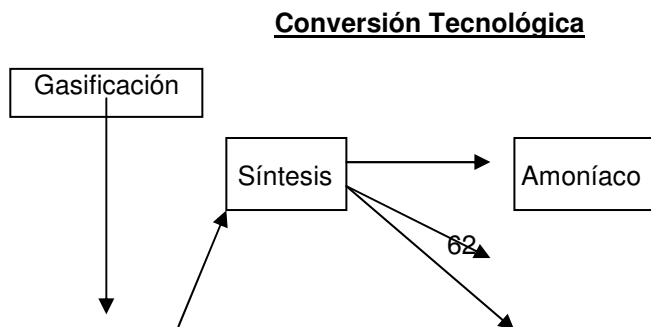 Conversión Tecnológica
Gasificación
Síntesis
Amoníaco
62